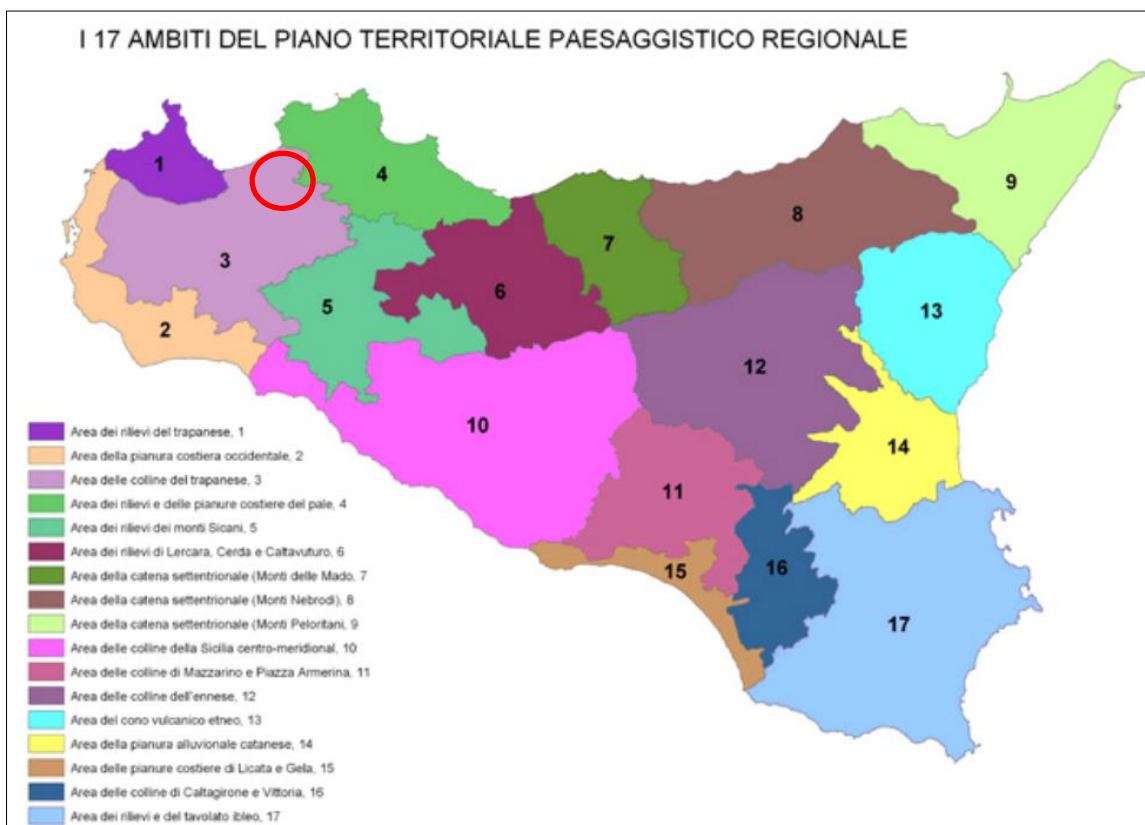 I 17 AMBITI DEL PIANO TERRITORIALE PAESAGGISTICO REGIONALE
1
4
9
8
7
3
6
5
13
2
12
10
14
11
15
16
17
Area dei rilievi del trapanese, 1
Area della pianura costiera occidentale, 2
Area delle colline del trapanese, 3
Area dei rilievi e delle pianure costiere del pale, 4
Area dei rilievi dei monti Sicani, 5
Area dei rilievi di Lercara, Cerda e Caltavuturo, 6
Area della catena settentrionale (Monti delle Mado, 7
Area della catena settentrionale (Monti Nebrodi), 8
Area della catena settentrionale (Monti Peloritani, 9
Area delle colline della Sicilia centro-meridional, 10
Area delle colline di Mazzarino e Piazza Armerina, 11
Area delle colline dell'ennese, 12
Area del cono vulcanico etneo, 13
Area della pianura alluvionale catanese, 14
Area delle pianure costiere di Licata e Gela, 15
Area delle colline di Caltagirone e Vittoria, 16
Area dei rilievi e del tavolato ibleo, 17